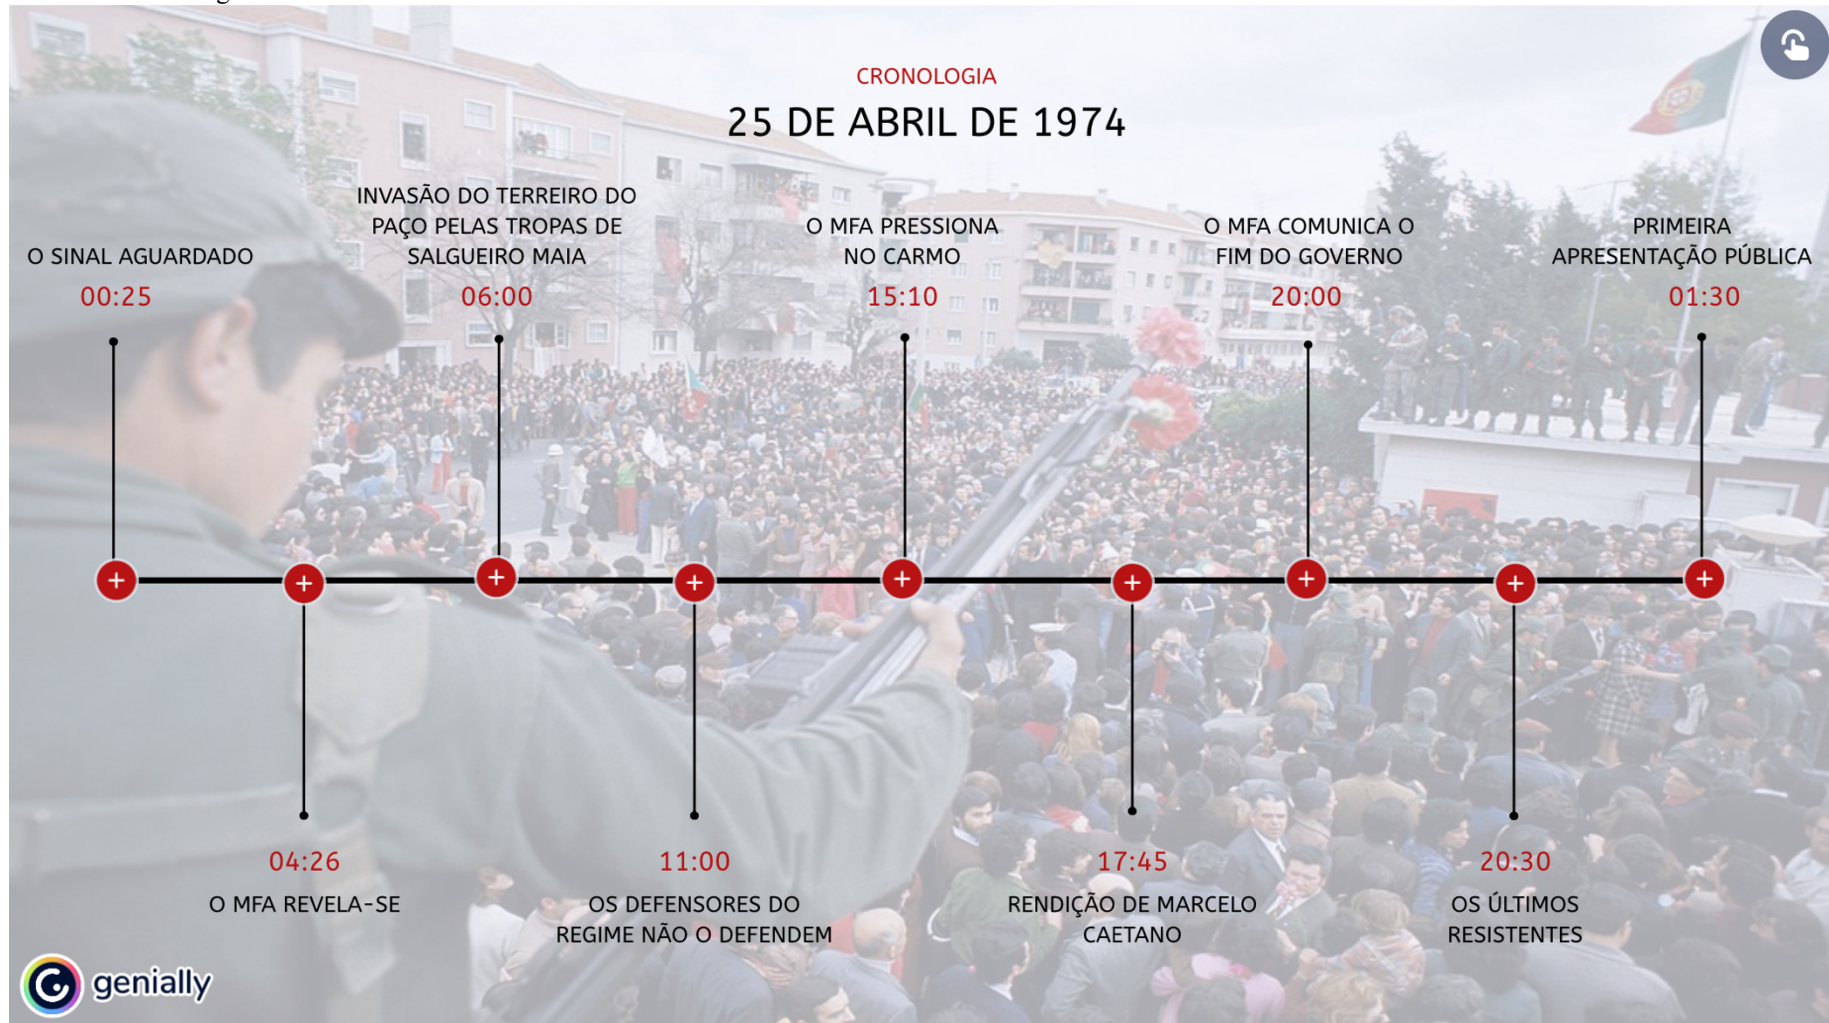 CRONOLOGIA
25 DE ABRIL DE 1974
O SINAL AGUARDADO
00:25
04:26
O MFA REVELA-SE
INVASÃO DO TERREIRO DO
PAÇO PELAS TROPAS DE
SALGUEIRO MAIA
06:00
11:00
OS DEFENSORES DO
REGIME NÃO O DEFENDEM
O MFA PRESSIONA
NO CARMO
15:10
17:45
RENDIÇÃO DE MARCELO
CAETANO
O MFA COMUNICA O
FIM DO GOVERNO
20:00
20:30
OS ÚLTIMOS
RESISTENTES
PRIMEIRA
APRESENTAÇÃO PÚBLICA
01:30
genially